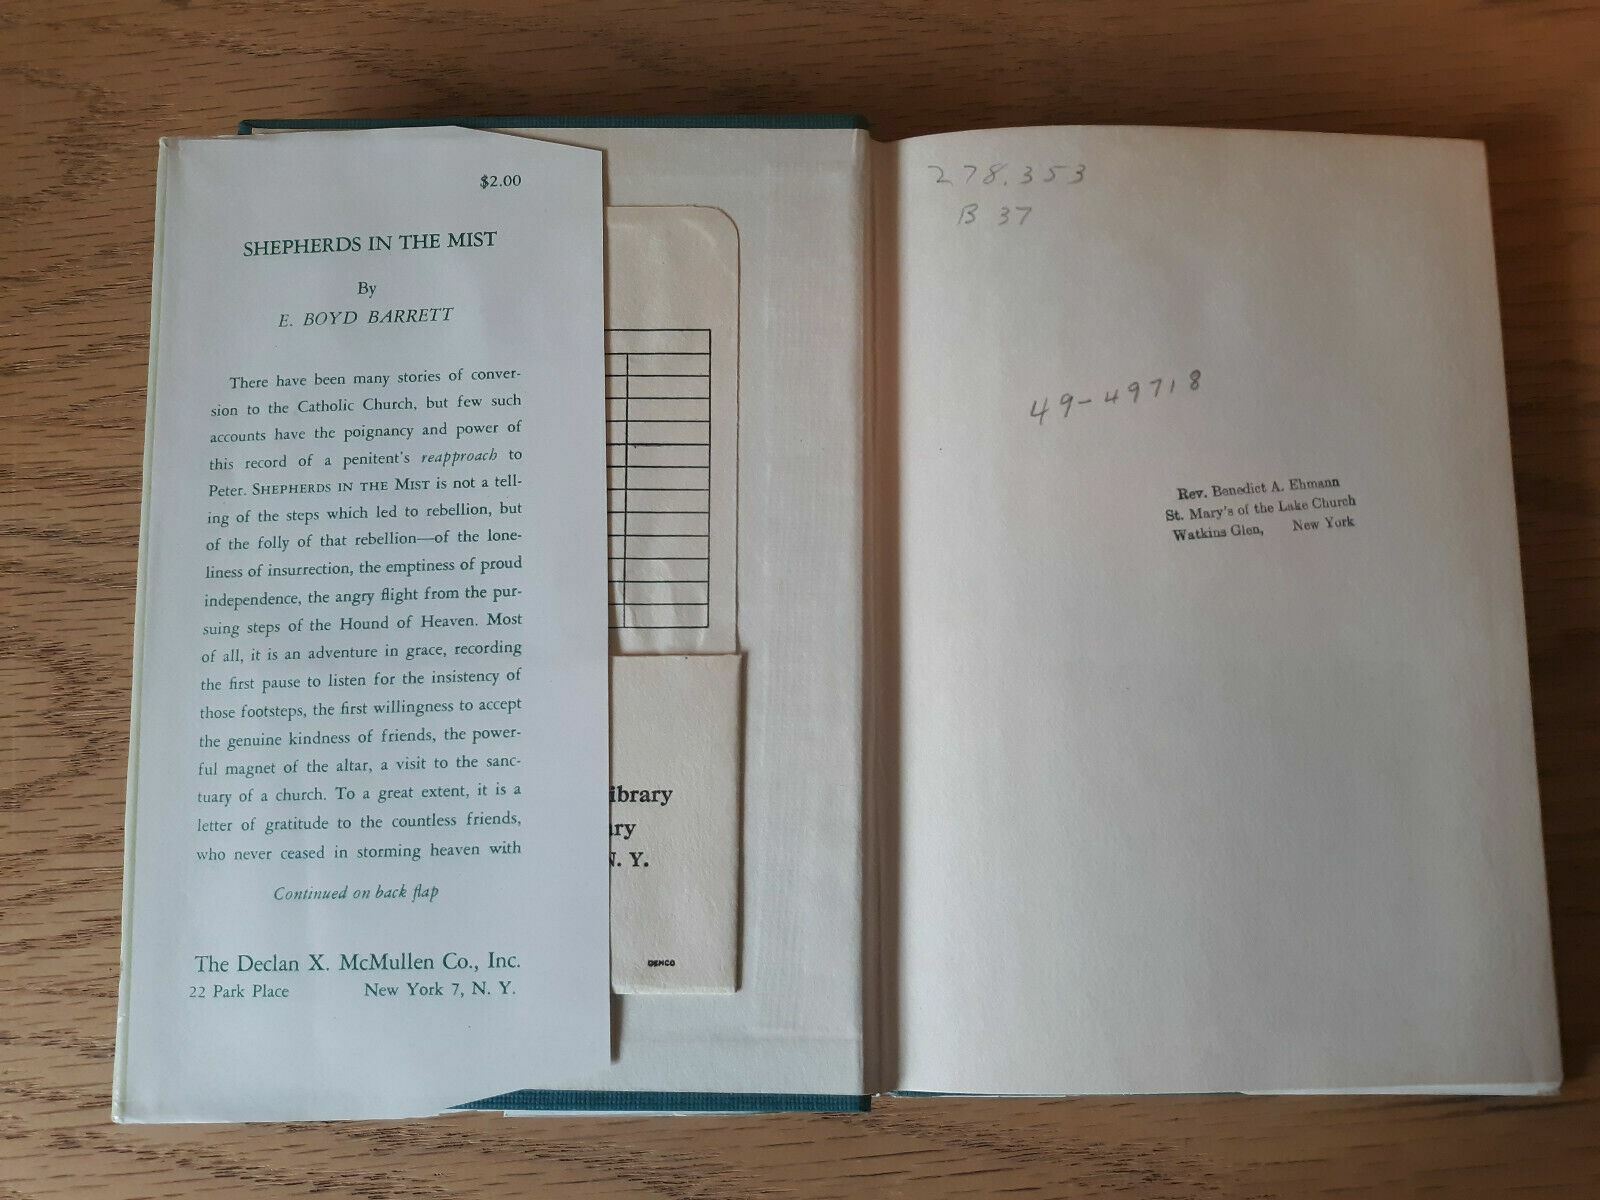 $2.00
SHEPHERDS IN THE MIST
By
E. BOYD BARRETT
There have been many stories of conver-
sion to the Catholic Church, but few such
accounts have the poignancy and power of
this record of a penitent's reapproach to
Peter. SHEPHERDS IN THE MIST is not a tell-
ing of the steps which led to rebellion, but
of the folly of that rebellion—of the lone-
liness of insurrection, the emptiness of proud
independence, the angry flight from the pur-
suing steps of the Hound of Heaven. Most
of all, it is an adventure in grace, recording
the first pause to listen for the insistency of
those footsteps, the first willingness to accept
the genuine kindness of friends, the power-
ful magnet of the altar, a visit to the sanc-
tuary of a church. To a great extent, it is a
letter of gratitude to the countless friends,
who never ceased in storming heaven with
Continued on back flap
The Declan X. McMullen Co., Inc.
22 Park Place New York 7, N. Y.
ibrary
ry
N. Y.
DEMCO
278.353
B 37
49-49718
Rev. Benedict A. Ehmann
St. Mary's of the Lake Church
Watkins Glen, New York